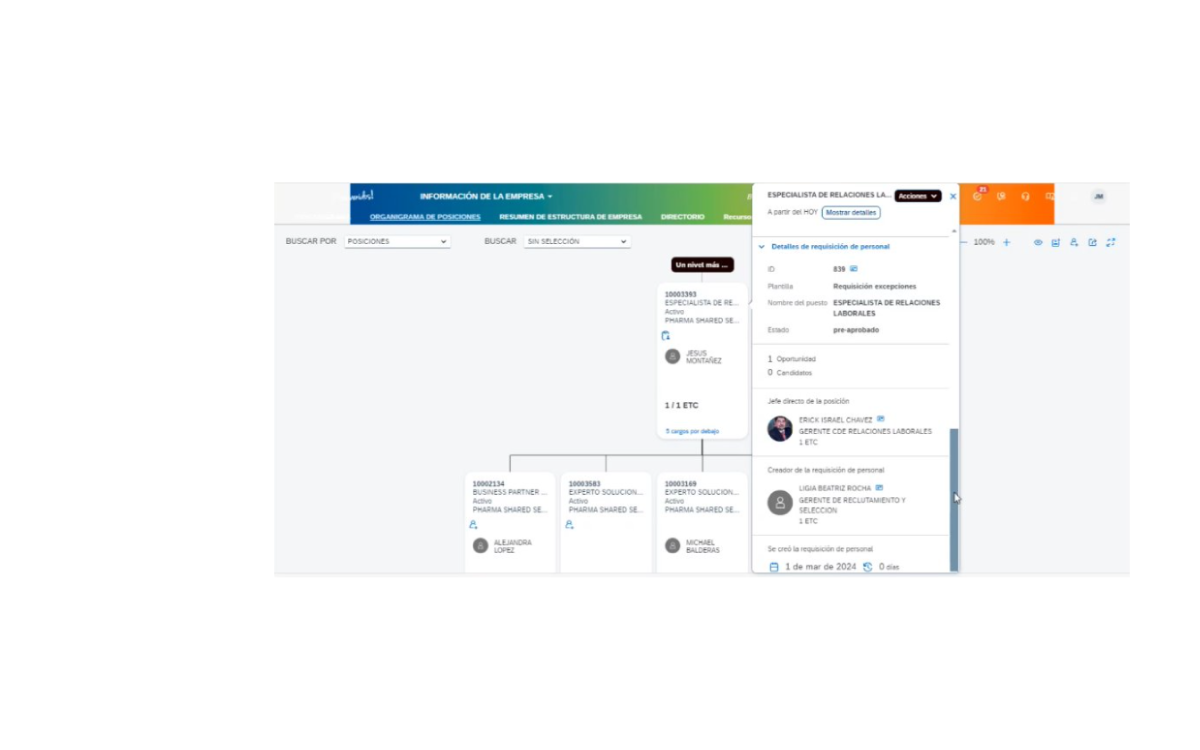 INFORMACIÓN DE LA EMPRESA
ORGANIGRAMA DE POSICIONES RESUMEN DE ESTRUCTURA DE EMPRESA DIRECTORIO Recurso
21
JM
BUSCAR POR POSICIONES BUSCAR SIN SELECCIÓN
100%
Un nivel más ...
10003393
ESPECIALISTA DE RE...
Activo
PHARMA SHARED SE...
JESUS
MONTAÑEZ
1 / 1 ETC
5 cargos por debajo
10002134
BUSINESS PARTNER ...
Activo
PHARMA SHARED SE...
ALEJANDRA
LOPEZ
10003583
EXPERTO SOLUCION...
Activo
PHARMA SHARED SE...
10003169
EXPERTO SOLUCION...
Activo
PHARMA SHARED SE...
MICHAEL
BALDERAS
ESPECIALISTA DE RELACIONES LA... Acciones
A partir del HOY Mostrar detalles
Detalles de requisición de personal
ID 839
Plantilla Requisición excepciones
Nombre del puesto ESPECIALISTA DE RELACIONES
LABORALES
Estado pre-aprobado
1 Oportunidad
0 Candidatos
Jefe directo de la posición
ERICK ISRAEL CHAVEZ
GERENTE CDE RELACIONES LABORALES
1 ETC
Creador de la requisición de personal
LIGIA BEATRIZ ROCHA
GERENTE DE RECLUTAMIENTO Y
SELECCION
1 ETC
Se creó la requisición de personal
1 de mar de 2024 0 días